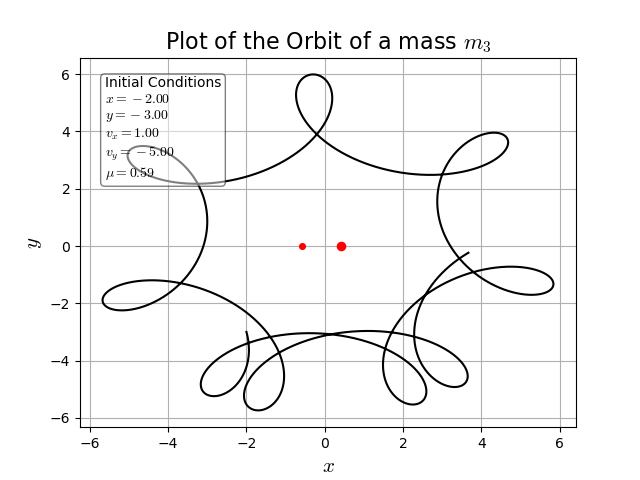 Plot of the Orbit of a mass m₃
Initial Conditions
x = −2.00
y = −3.00
vₓ = 1.00
v_y = −5.00
μ = 0.59
6
4
2
0
−2
−4
−6
y
−6 −4 −2 0 2 4 6
x